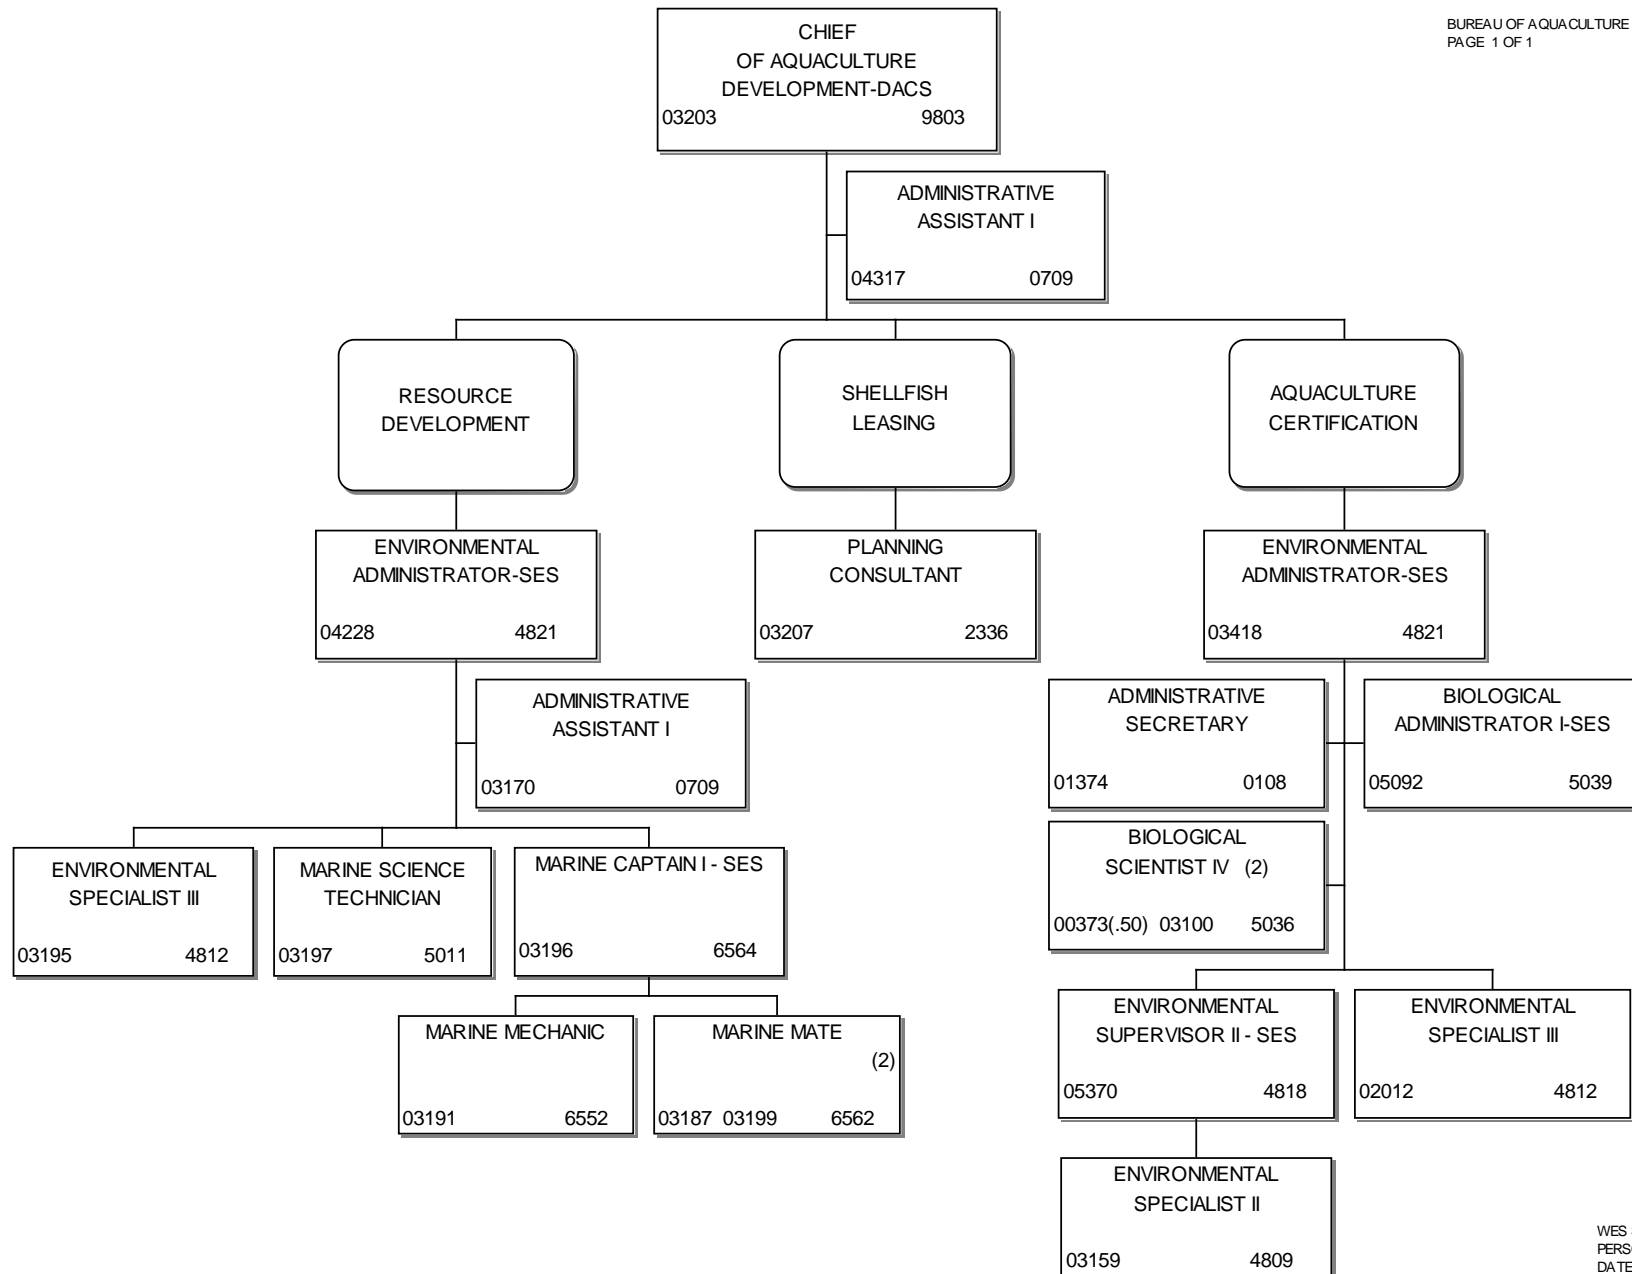 BUREAU OF AQUACULTURE
PAGE 1 OF 1
CHIEF
OF AQUACULTURE
DEVELOPMENT-DACS
03203 9803
ADMINISTRATIVE
ASSISTANT I
04317 0709
RESOURCE
DEVELOPMENT
SHELLFISH
LEASING
AQUACULTURE
CERTIFICATION
ENVIRONMENTAL
ADMINISTRATOR-SES
04228 4821
PLANNING
CONSULTANT
03207 2336
ENVIRONMENTAL
ADMINISTRATOR-SES
03418 4821
ADMINISTRATIVE
ASSISTANT I
03170 0709
ADMINISTRATIVE
SECRETARY
01374 0108
BIOLOGICAL
ADMINISTRATOR I-SES
05092 5039
BIOLOGICAL
SCIENTIST IV (2)
00373(.50) 03100 5036
ENVIRONMENTAL
SPECIALIST III
03195 4812
MARINE SCIENCE
TECHNICIAN
03197 5011
MARINE CAPTAIN I - SES
03196 6564
MARINE MECHANIC
03191 6552
MARINE MATE
(2)
03187 03199 6562
ENVIRONMENTAL
SUPERVISOR II - SES
05370 4818
ENVIRONMENTAL
SPECIALIST III
02012 4812
ENVIRONMENTAL
SPECIALIST II
03159 4809
WES
DATE